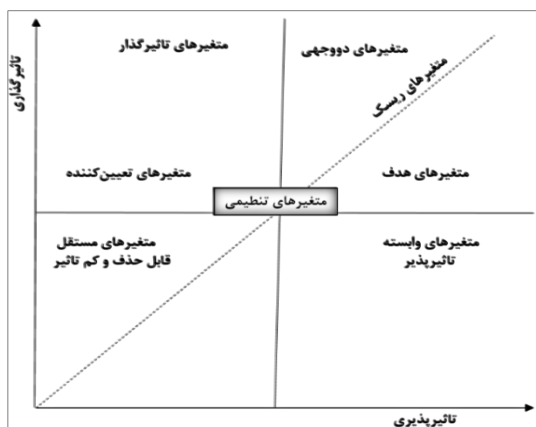 متغیرهای تاثیرگذار
متغیرهای دووجهی
تاثیرگذاری
متغیرهای ریسک
متغیرهای تعیین‌کننده
متغیرهای هدف
متغیرهای تنظیمی
متغیرهای مستقل
قابل حذف و کم تاثیر
متغیرهای وابسته
تاثیرپذیر
تاثیرپذیری